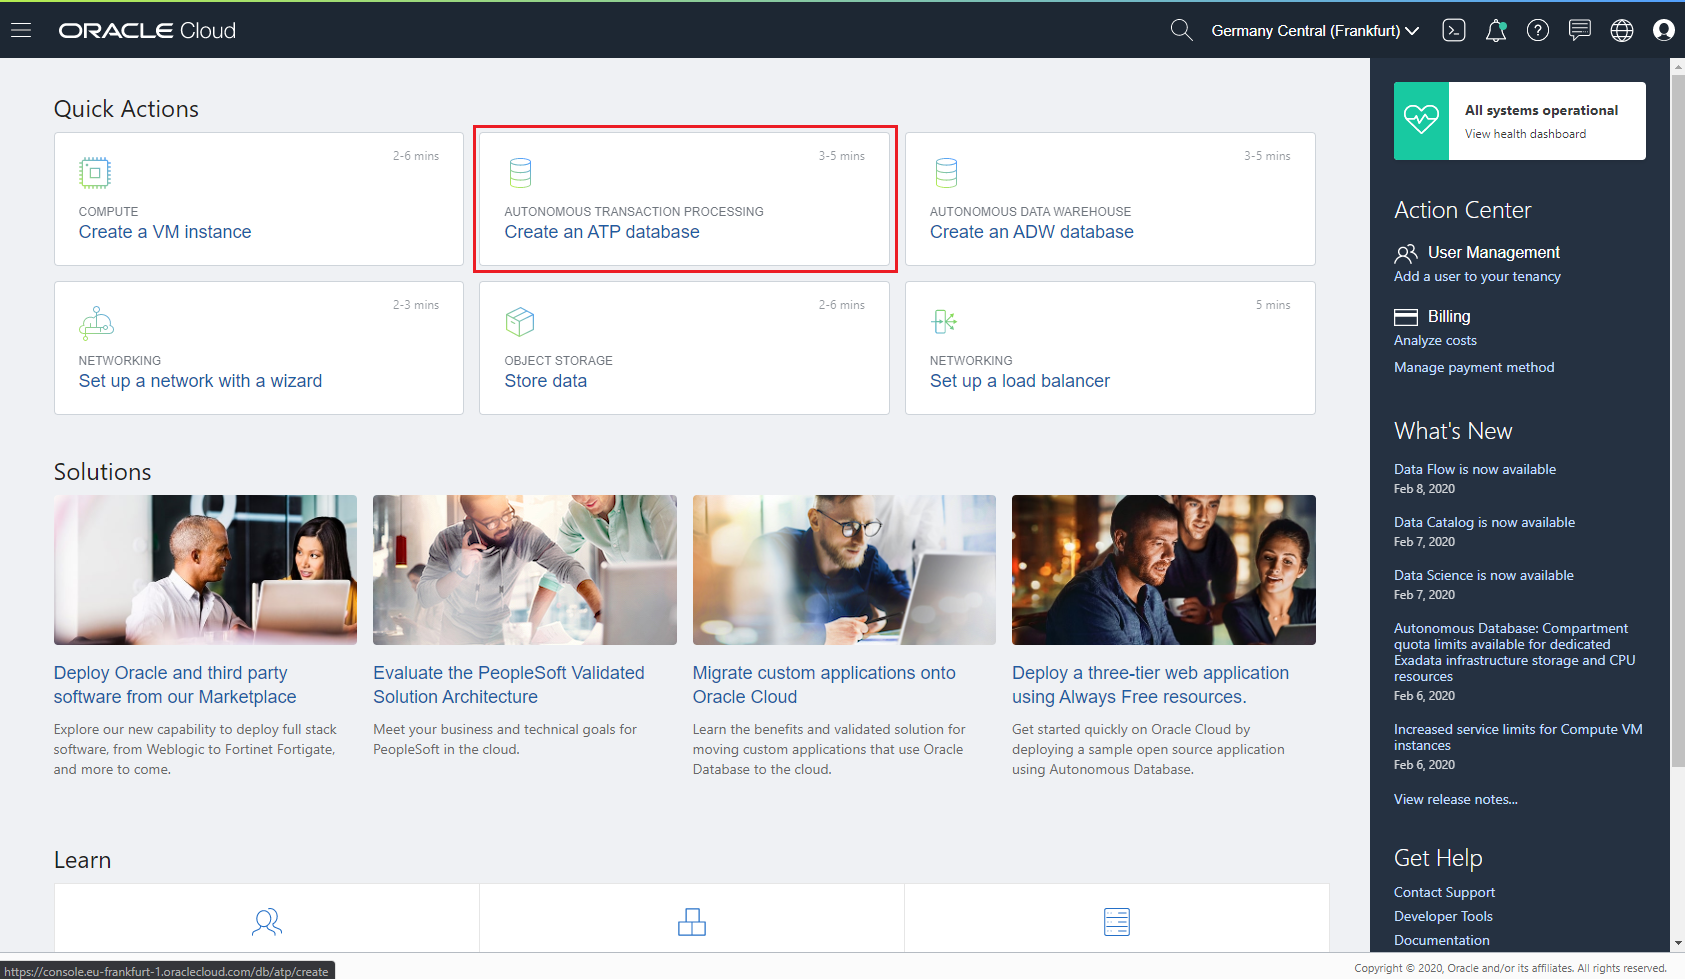 ORACLE Cloud
Germany Central (Frankfurt)
Quick Actions
2-6 mins
COMPUTE
Create a VM instance
3-5 mins
AUTONOMOUS TRANSACTION PROCESSING
Create an ATP database
3-5 mins
AUTONOMOUS DATA WAREHOUSE
Create an ADW database
2-3 mins
NETWORKING
Set up a network with a wizard
2-6 mins
OBJECT STORAGE
Store data
5 mins
NETWORKING
Set up a load balancer
Solutions
Deploy Oracle and third party
software from our Marketplace
Explore our new capability to deploy full stack
software, from Weblogic to Fortinet Fortigate,
and more to come.
Evaluate the PeopleSoft Validated
Solution Architecture
Meet your business and technical goals for
PeopleSoft in the cloud.
Migrate custom applications onto
Oracle Cloud
Learn the benefits and validated solution for
moving custom applications that use Oracle
Database to the cloud.
Deploy a three-tier web application
using Always Free resources.
Get started quickly on Oracle Cloud by
deploying a sample open source application
using Autonomous Database.
Learn
All systems operational
View health dashboard
Action Center
User Management
Add a user to your tenancy
Billing
Analyze costs
Manage payment method
What's New
Data Flow is now available
Feb 8, 2020
Data Catalog is now available
Feb 7, 2020
Data Science is now available
Feb 7, 2020
Autonomous Database: Compartment
quota limits available for dedicated
Exadata infrastructure storage and CPU
resources
Feb 6, 2020
Increased service limits for Compute VM
instances
Feb 6, 2020
View release notes...
Get Help
Contact Support
Developer Tools
Documentation
https://console.eu-frankfurt-1.oraclecloud.com/db/atp/create
Copyright © 2020, Oracle and/or its affiliates. All rights reserved.